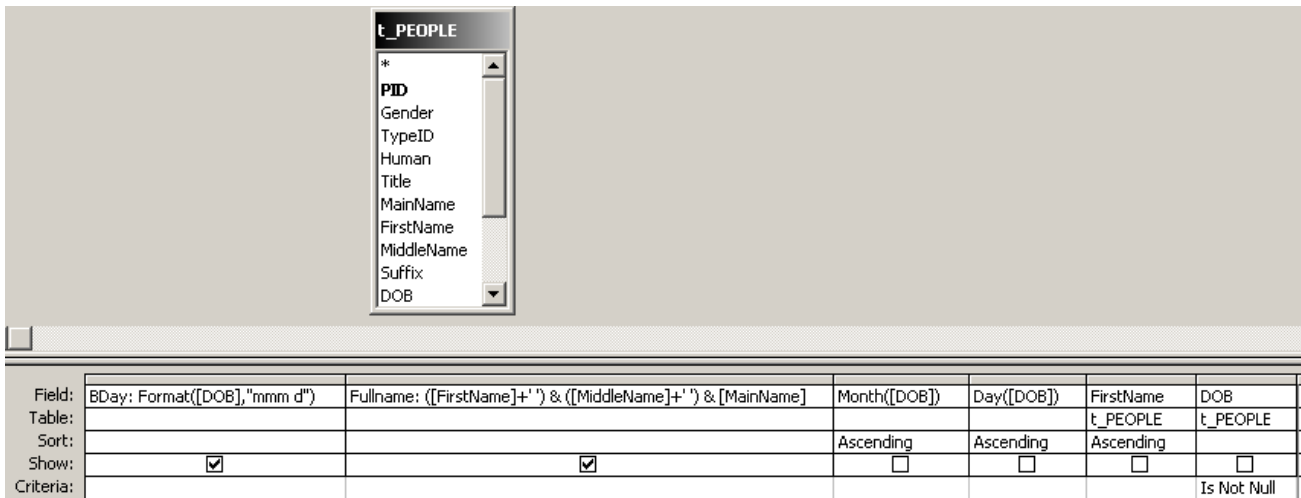 t_PEOPLE
*
PID
Gender
TypeID
Human
Title
MainName
FirstName
MiddleName
Suffix
DOB
Field: BDay: Format([DOB],"mmm d") Fullname: ([FirstName]+' ') & ([MiddleName]+' ') & [MainName] Month([DOB]) Day([DOB]) FirstName DOB
Table: t_PEOPLE t_PEOPLE
Sort: Ascending Ascending Ascending
Show:
Criteria: Is Not Null